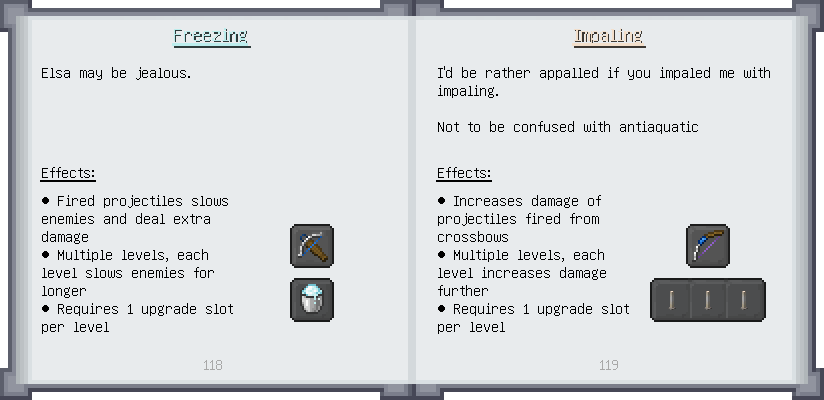 Freezing
Elsa may be jealous.
Effects:
● Fired projectiles slows
enemies and deal extra
damage
● Multiple levels, each
level slows enemies for
longer
● Requires 1 upgrade slot
per level
118
Impaling
I'd be rather appalled if you impaled me with
impaling.
Not to be confused with antiaquatic
Effects:
● Increases damage of
projectiles fired from
crossbows
● Multiple levels, each
level increases damage
further
● Requires 1 upgrade slot
per level
119